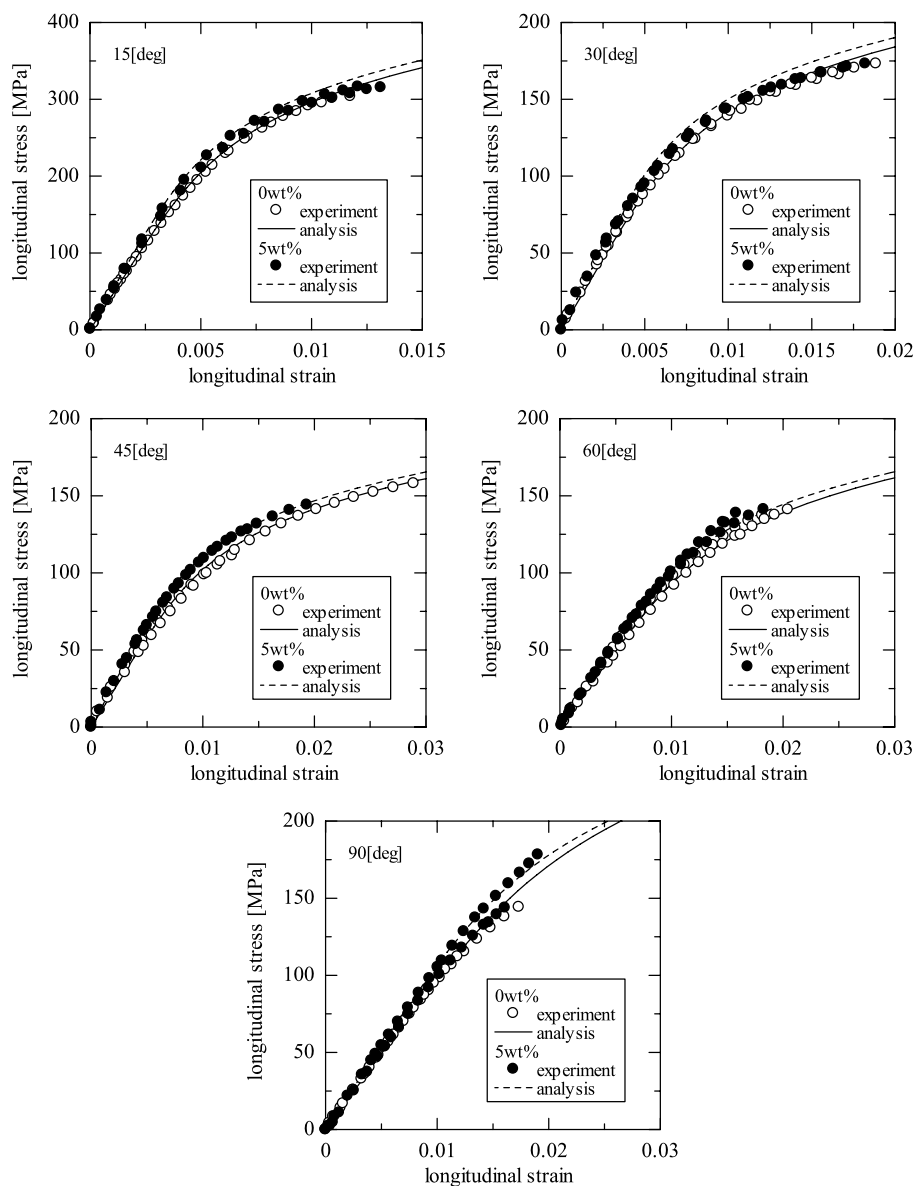 400
300
200
100
0
longitudinal stress [MPa]
15[deg]
0wt%
experiment
analysis
5wt%
experiment
analysis
0 0.005 0.01 0.015
longitudinal strain
200
150
100
50
0
longitudinal stress [MPa]
30[deg]
0wt%
experiment
analysis
5wt%
experiment
analysis
0 0.005 0.01 0.015 0.02
longitudinal strain
200
150
100
50
0
longitudinal stress [MPa]
45[deg]
0wt%
experiment
analysis
5wt%
experiment
analysis
0 0.01 0.02 0.03
longitudinal strain
200
150
100
50
0
longitudinal stress [MPa]
60[deg]
0wt%
experiment
analysis
5wt%
experiment
analysis
0 0.01 0.02 0.03
longitudinal strain
200
150
100
50
0
longitudinal stress [MPa]
90[deg]
0wt%
experiment
analysis
5wt%
experiment
analysis
0 0.01 0.02 0.03
longitudinal strain